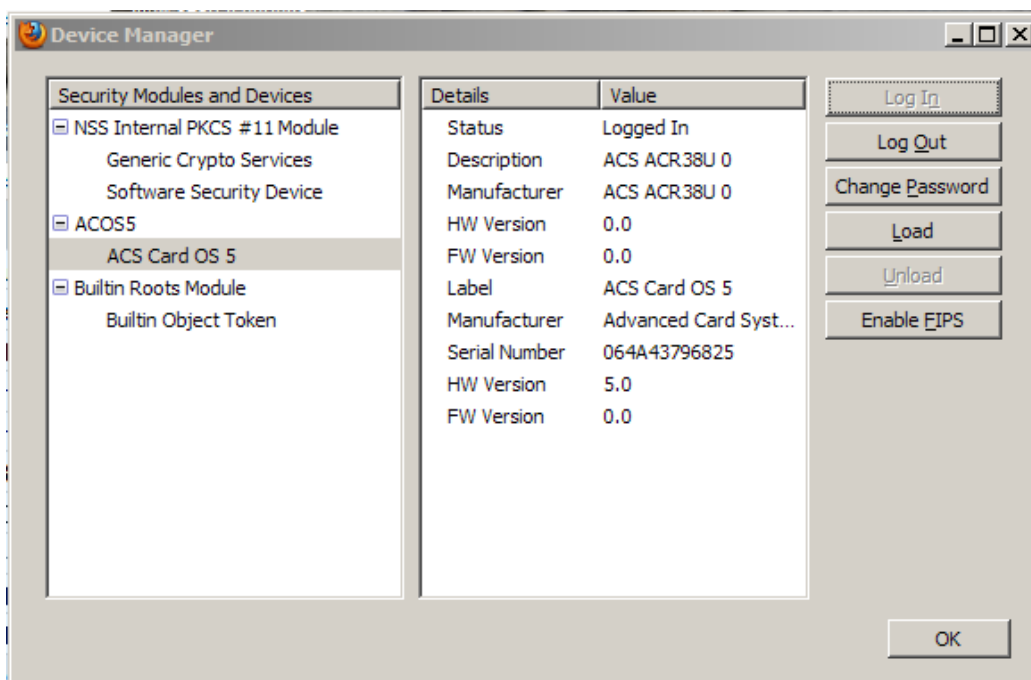 Device Manager
Security Modules and Devices
NSS Internal PKCS #11 Module
Generic Crypto Services
Software Security Device
ACOS5
ACS Card OS 5
Builtin Roots Module
Builtin Object Token
Details Value
Status Logged In
Description ACS ACR38U 0
Manufacturer ACS ACR38U 0
HW Version 0.0
FW Version 0.0
Label ACS Card OS 5
Manufacturer Advanced Card Syst...
Serial Number 064A43796825
HW Version 5.0
FW Version 0.0
Log In
Log Out
Change Password
Load
Unload
Enable FIPS
OK